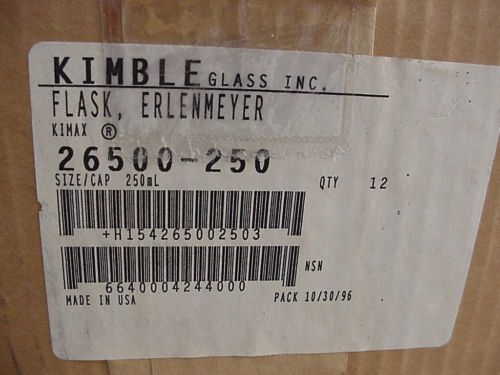 KIMBLE GLASS INC.
FLASK, ERLENMEYER
KIMAX ®
26500-250
SIZE/CAP 250mL QTY 12
+H154265002503
NSN
6640004244000
MADE IN USA PACK 10/30/96